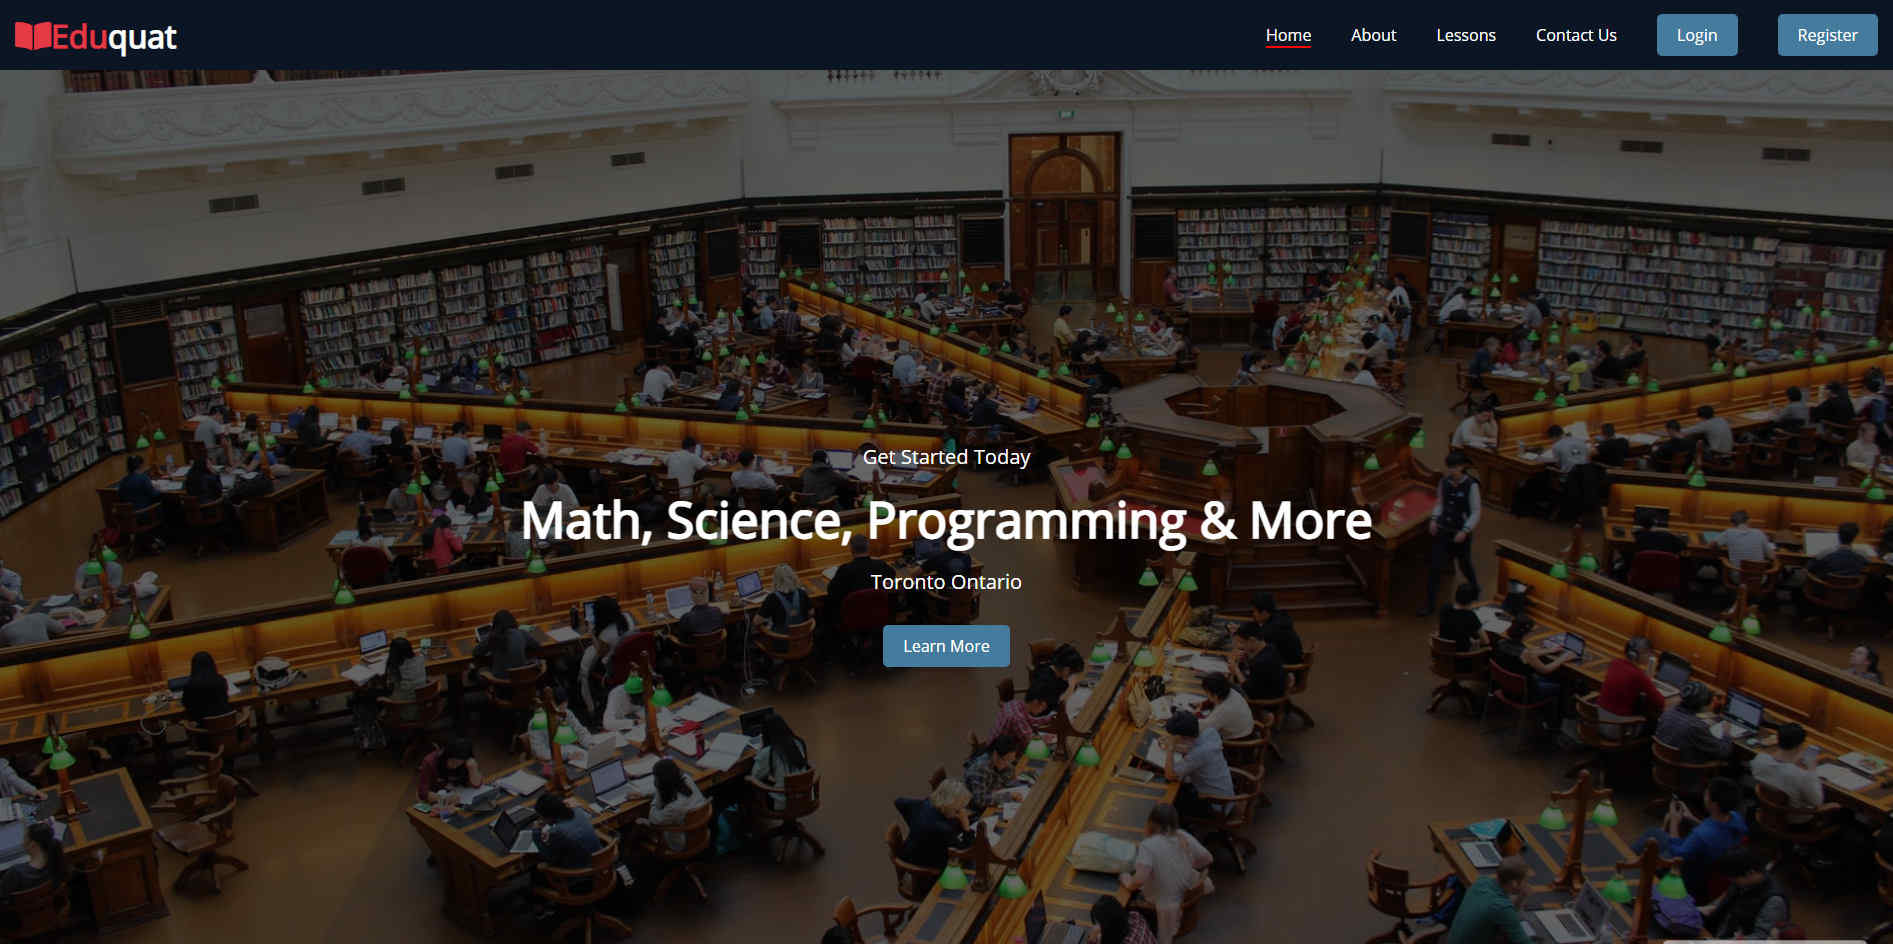 Eduquat
Home About Lessons Contact Us Login Register
Get Started Today
Math, Science, Programming & More
Toronto Ontario
Learn More